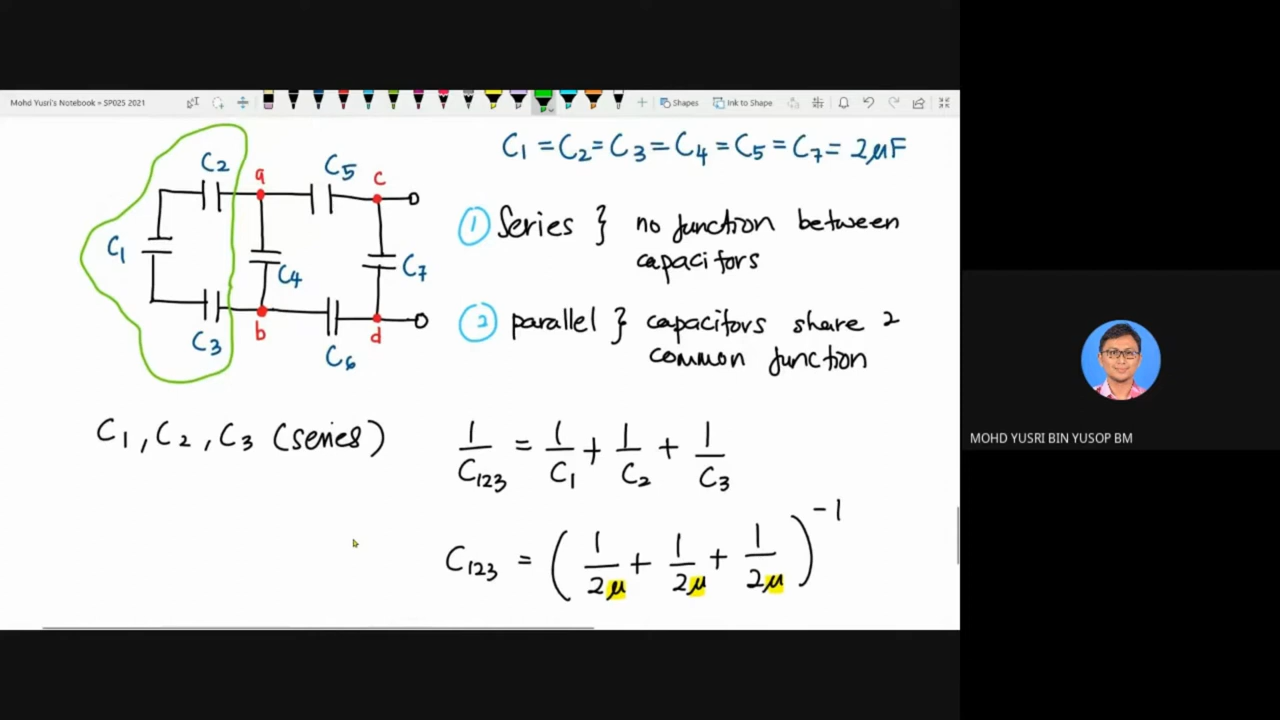 Mohd Yusri's Notebook » SP025 2021
Shapes
Ink to Shape
C₁ = C₂ = C₃ = C₄ = C₅ = C₇ = 2μF
C₂
a
C₅
c
C₁
C₄
C₇
C₃
b
C₆
d
① Series } no function between
capacitors
② parallel } capacitors share 2
common function
C₁, C₂, C₃ (series)
1/C₁₂₃ = 1/C₁ + 1/C₂ + 1/C₃
C₁₂₃ = (1/2μ + 1/2μ + 1/2μ)⁻¹
MOHD YUSRI BIN YUSOP BM